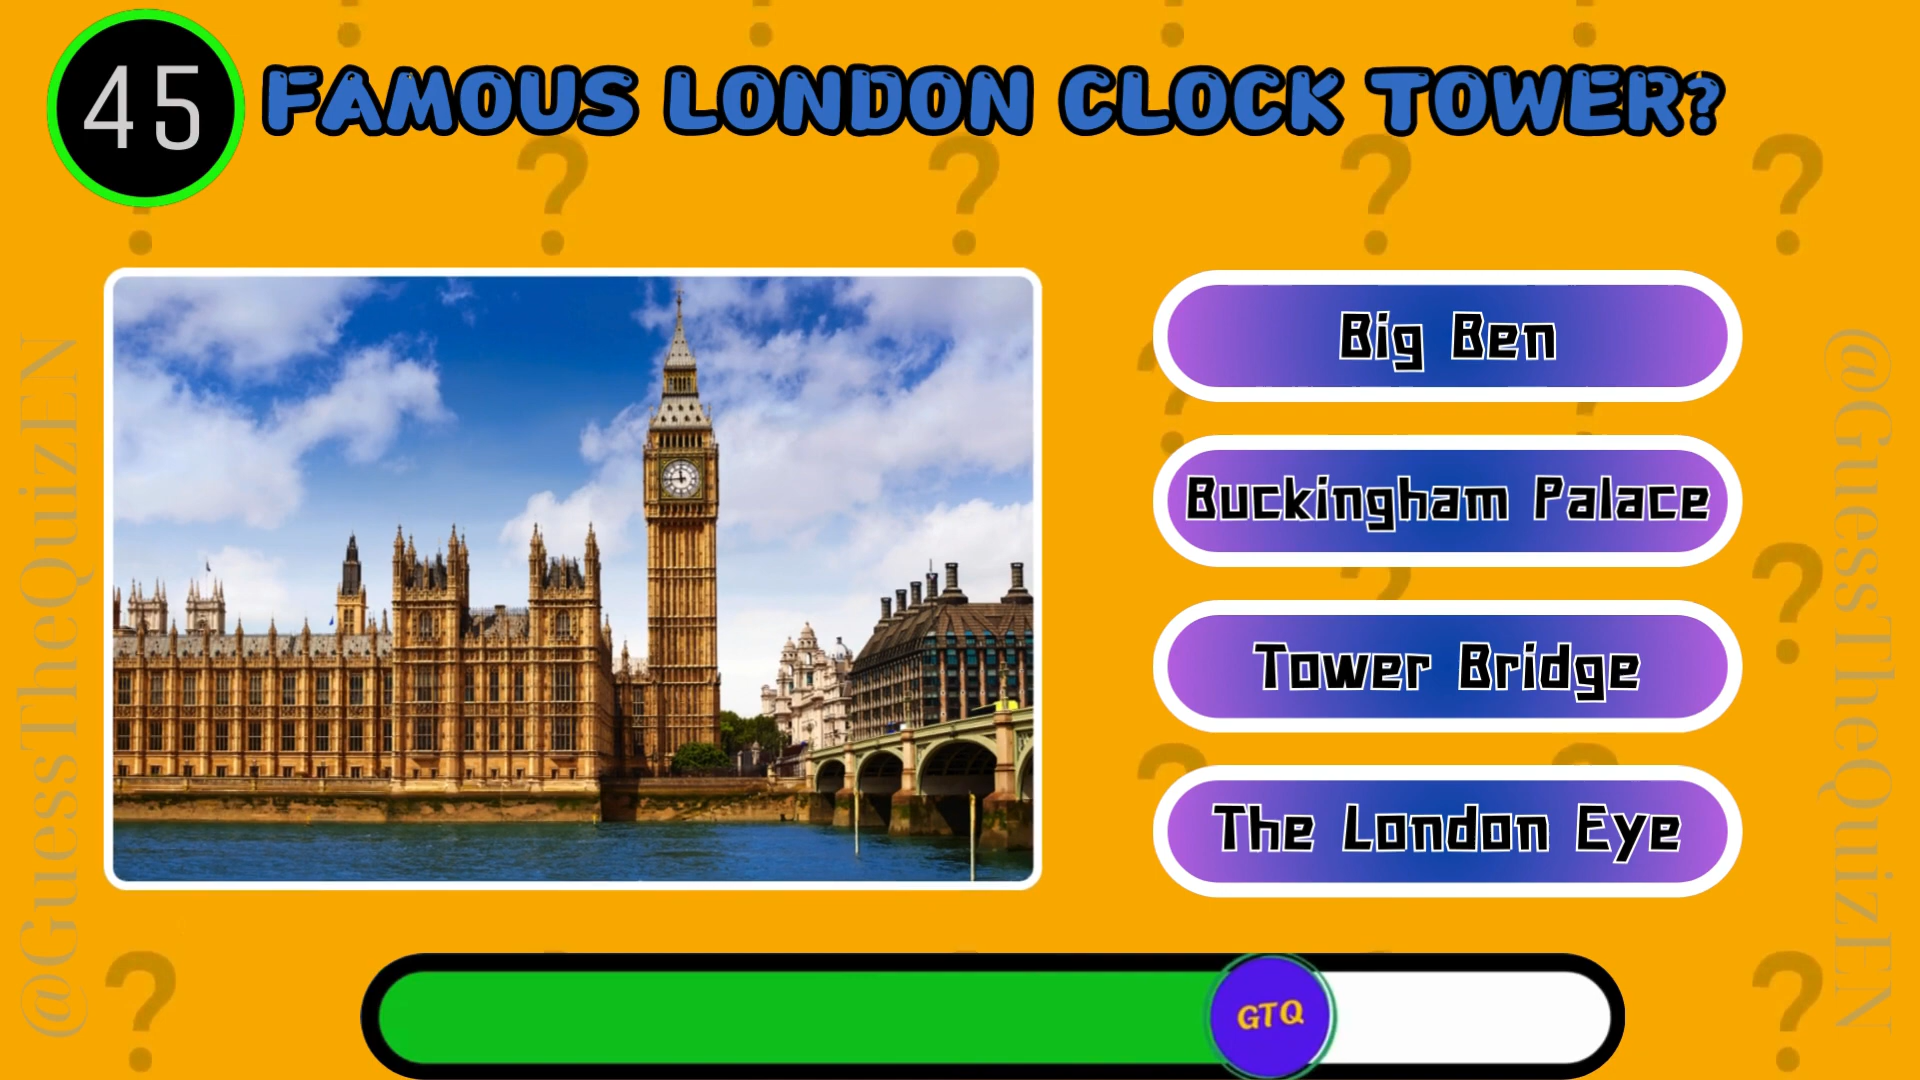 45
FAMOUS LONDON CLOCK TOWER?
Big Ben
Buckingham Palace
Tower Bridge
The London Eye
@GuessTheQuizEN
@GuessTheQuizEN
GTQ